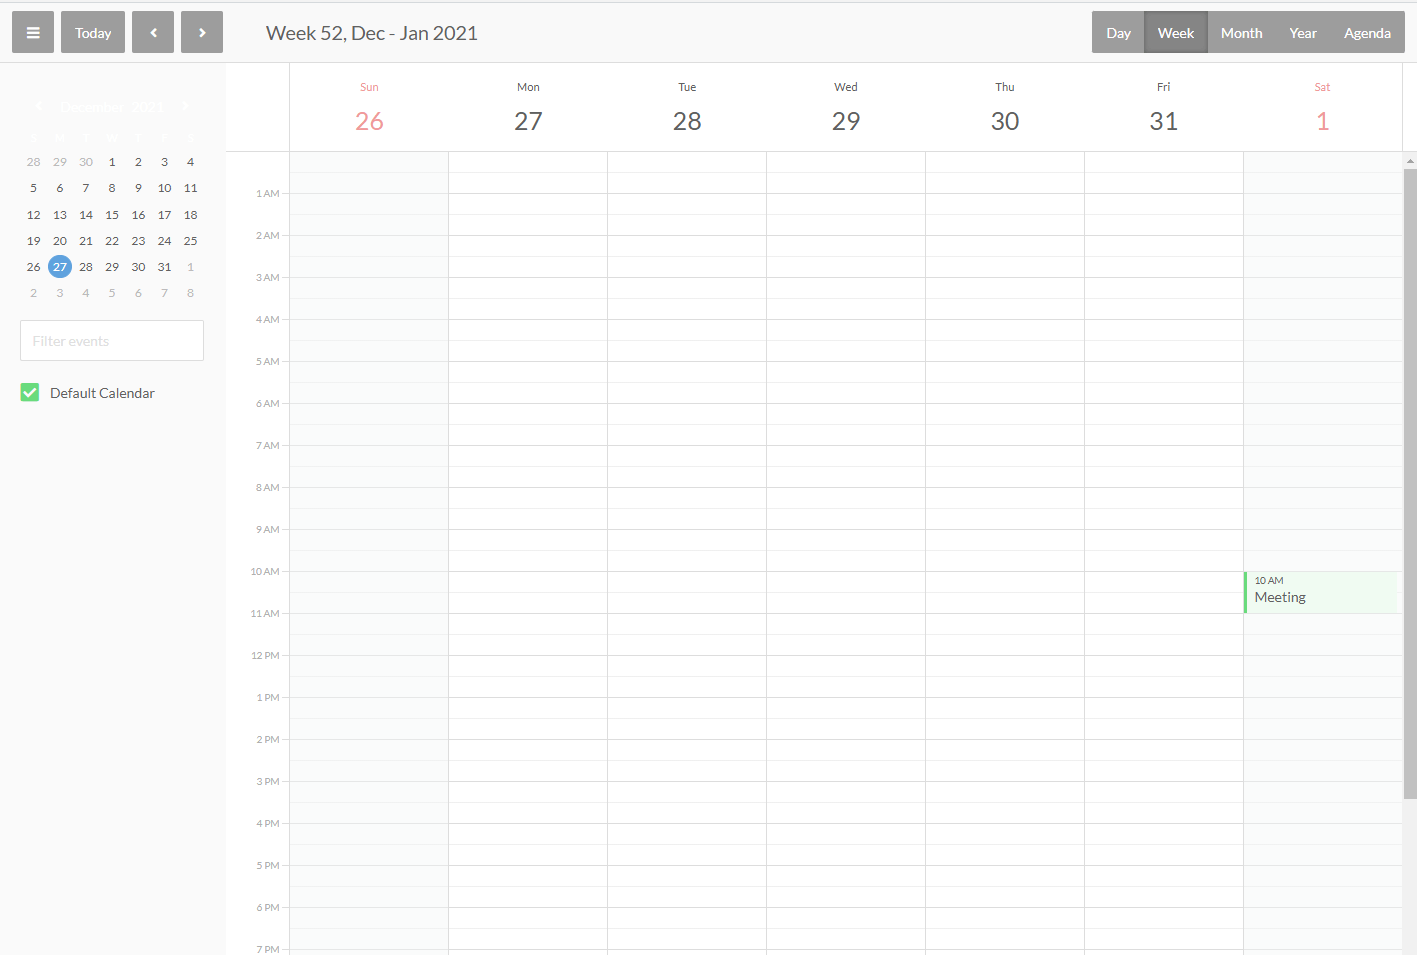 Today
Week 52, Dec - Jan 2021
Day Week Month Year Agenda
December 2021
S M T W T F S
28 29 30 1 2 3 4
5 6 7 8 9 10 11
12 13 14 15 16 17 18
19 20 21 22 23 24 25
26 27 28 29 30 31 1
2 3 4 5 6 7 8
Filter events
Default Calendar
Sun Mon Tue Wed Thu Fri Sat
26 27 28 29 30 31 1
1 AM
2 AM
3 AM
4 AM
5 AM
6 AM
7 AM
8 AM
9 AM
10 AM
10 AM
Meeting
11 AM
12 PM
1 PM
2 PM
3 PM
4 PM
5 PM
6 PM
7 PM